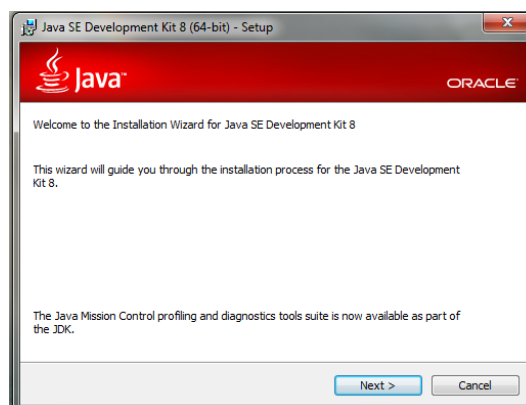 Java SE Development Kit 8 (64-bit) - Setup
Java™
ORACLE
Welcome to the Installation Wizard for Java SE Development Kit 8
This wizard will guide you through the installation process for the Java SE Development
Kit 8.
The Java Mission Control profiling and diagnostics tools suite is now available as part of
the JDK.
Next >
Cancel